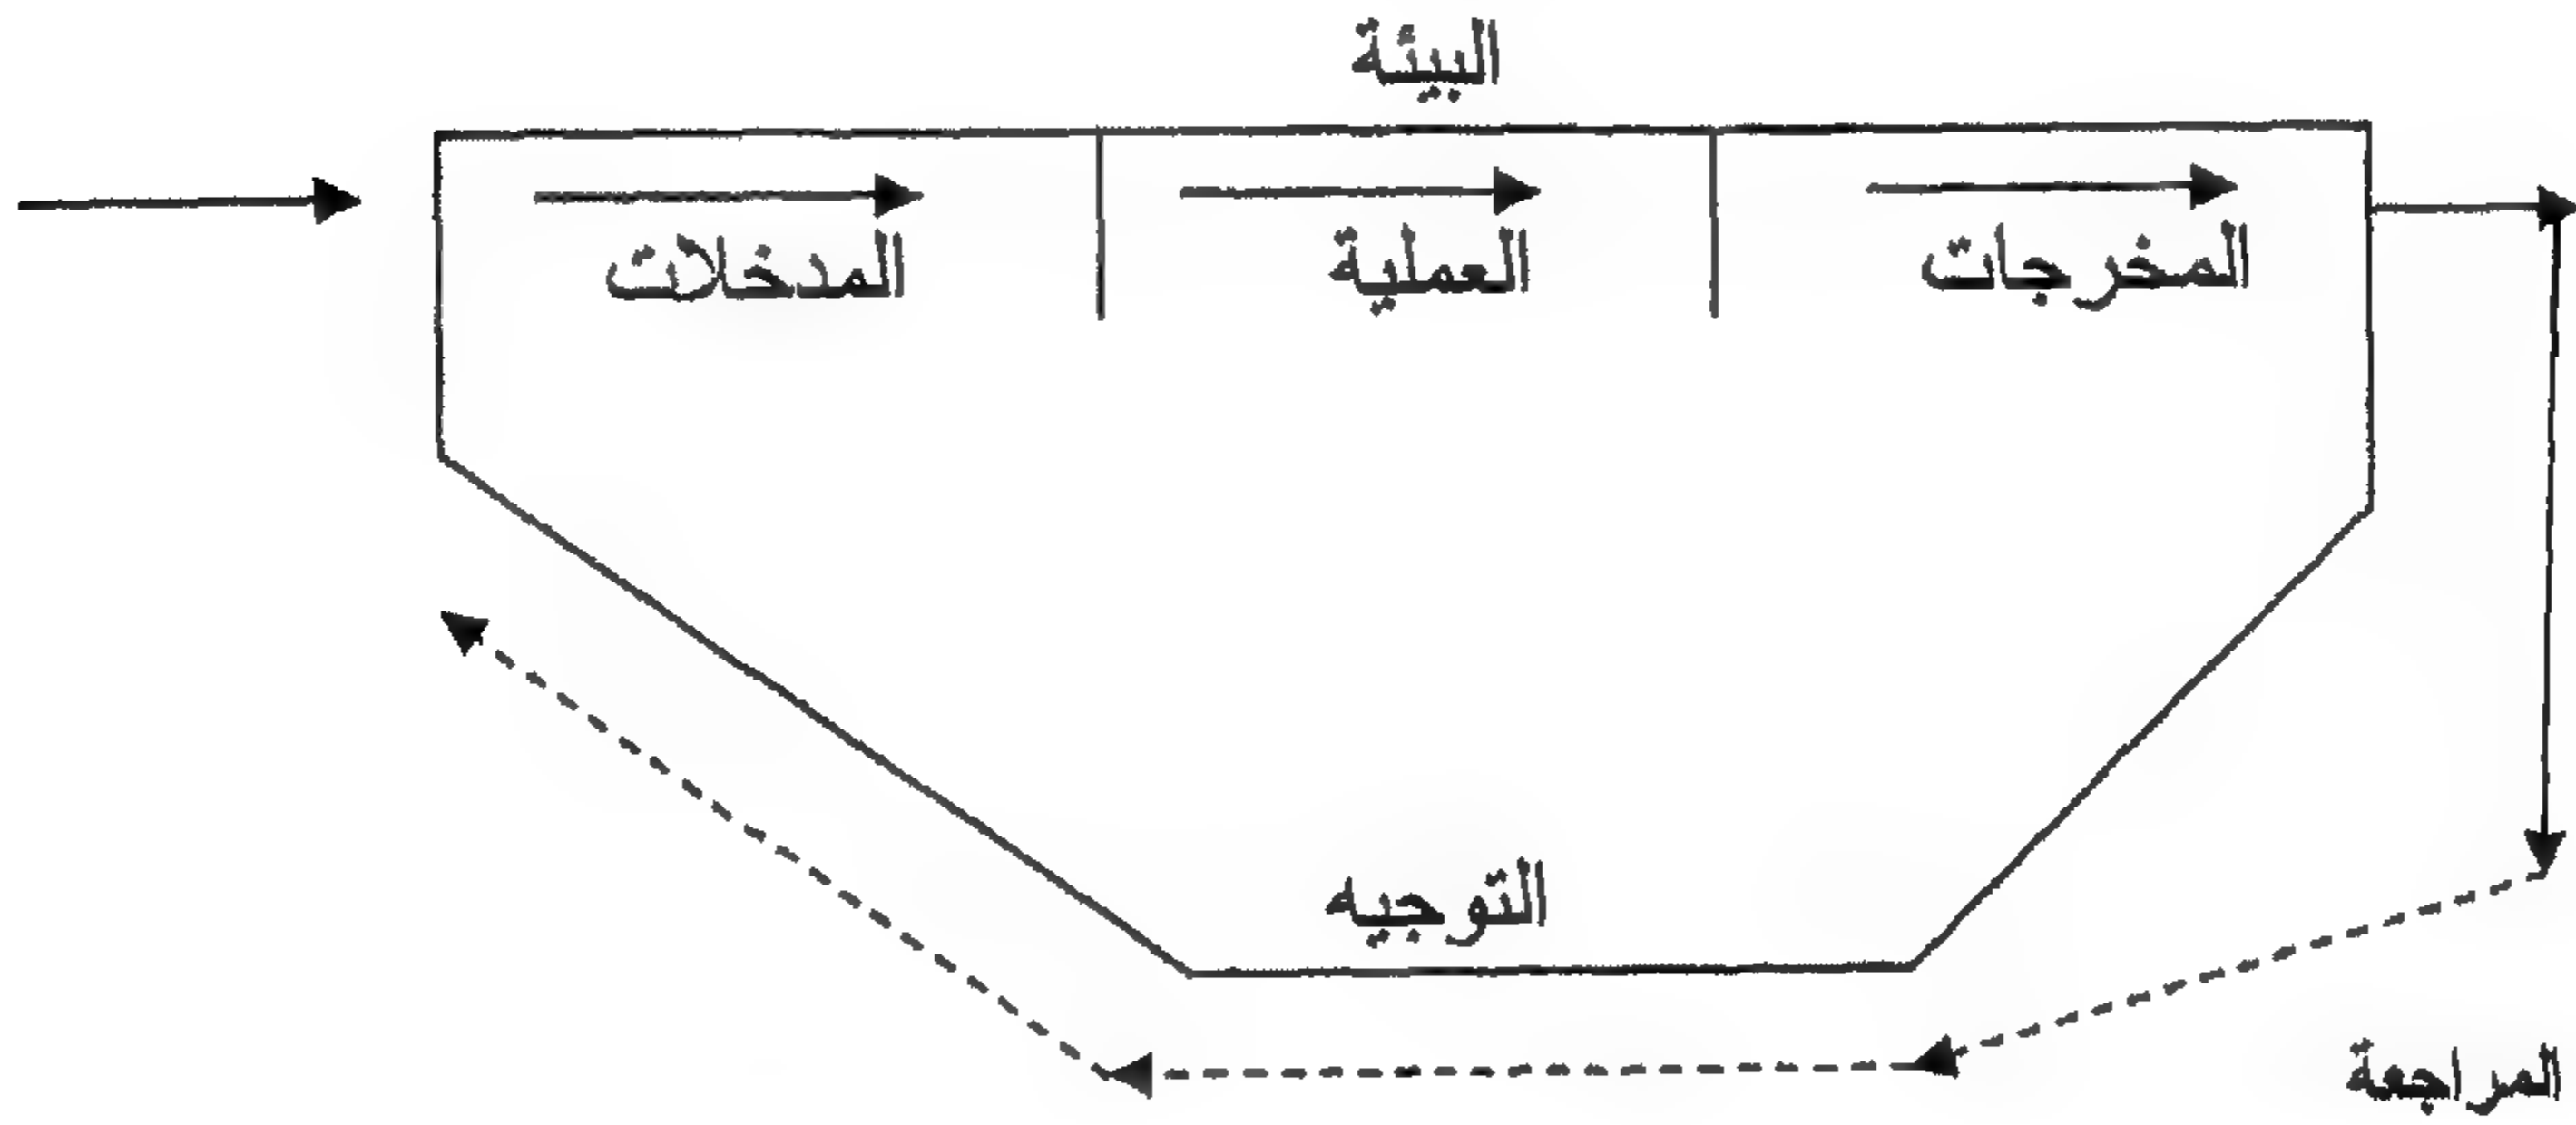 البيئة
المدخلات
العملية
المخرجات
التوجيه
المراجعة